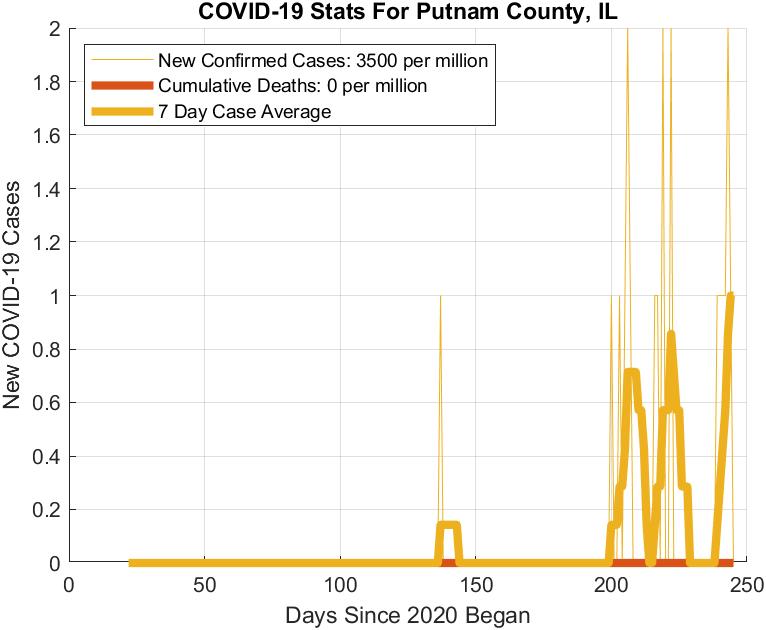 COVID-19 Stats For Putnam County, IL
New Confirmed Cases: 3500 per million
Cumulative Deaths: 0 per million
7 Day Case Average
New COVID-19 Cases
2
1.8
1.6
1.4
1.2
1
0.8
0.6
0.4
0.2
0
0 50 100 150 200 250
Days Since 2020 Began